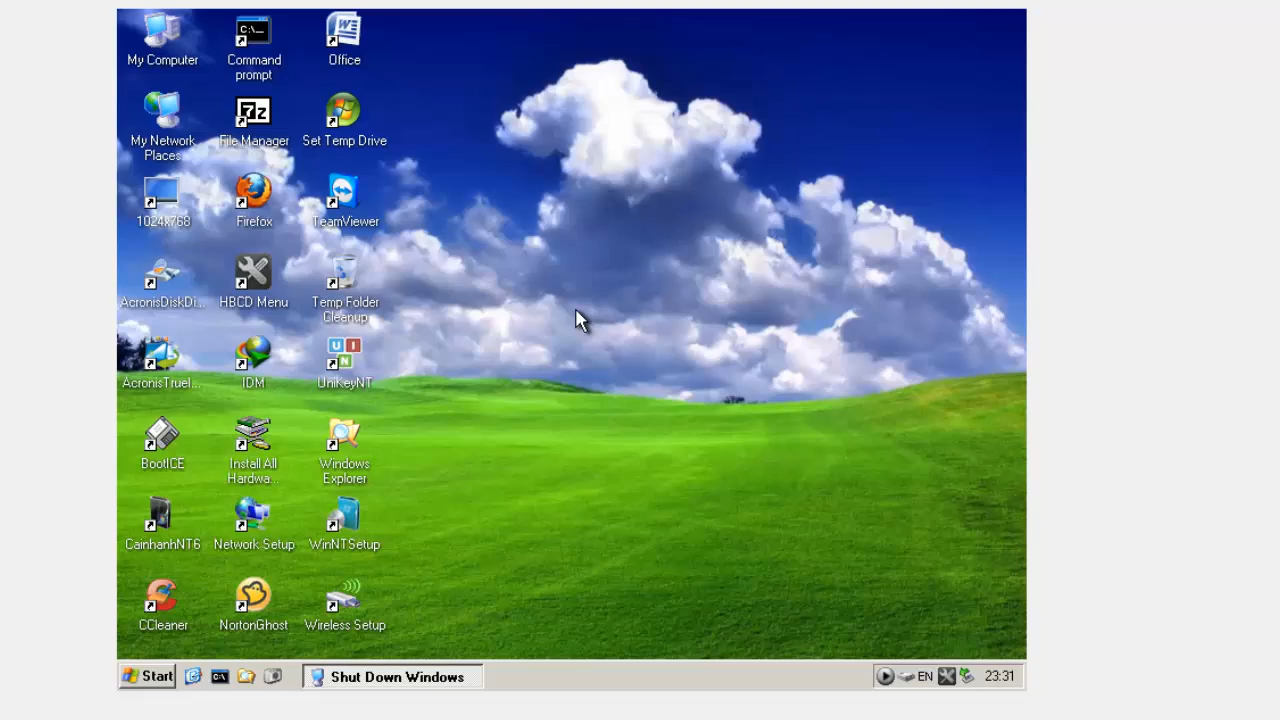 My Computer
Command
prompt
Office
My Network
Places
File Manager
Set Temp Drive
1024x768
Firefox
TeamViewer
AcronisDiskDi...
HBCD Menu
Temp Folder
Cleanup
AcronisTrueI...
IDM
UniKeyNT
BootICE
Install All
Hardwa...
Windows
Explorer
CainhanhNT6
Network Setup
WinNTSetup
CCleaner
NortonGhost
Wireless Setup
Start
Shut Down Windows
EN
23:31